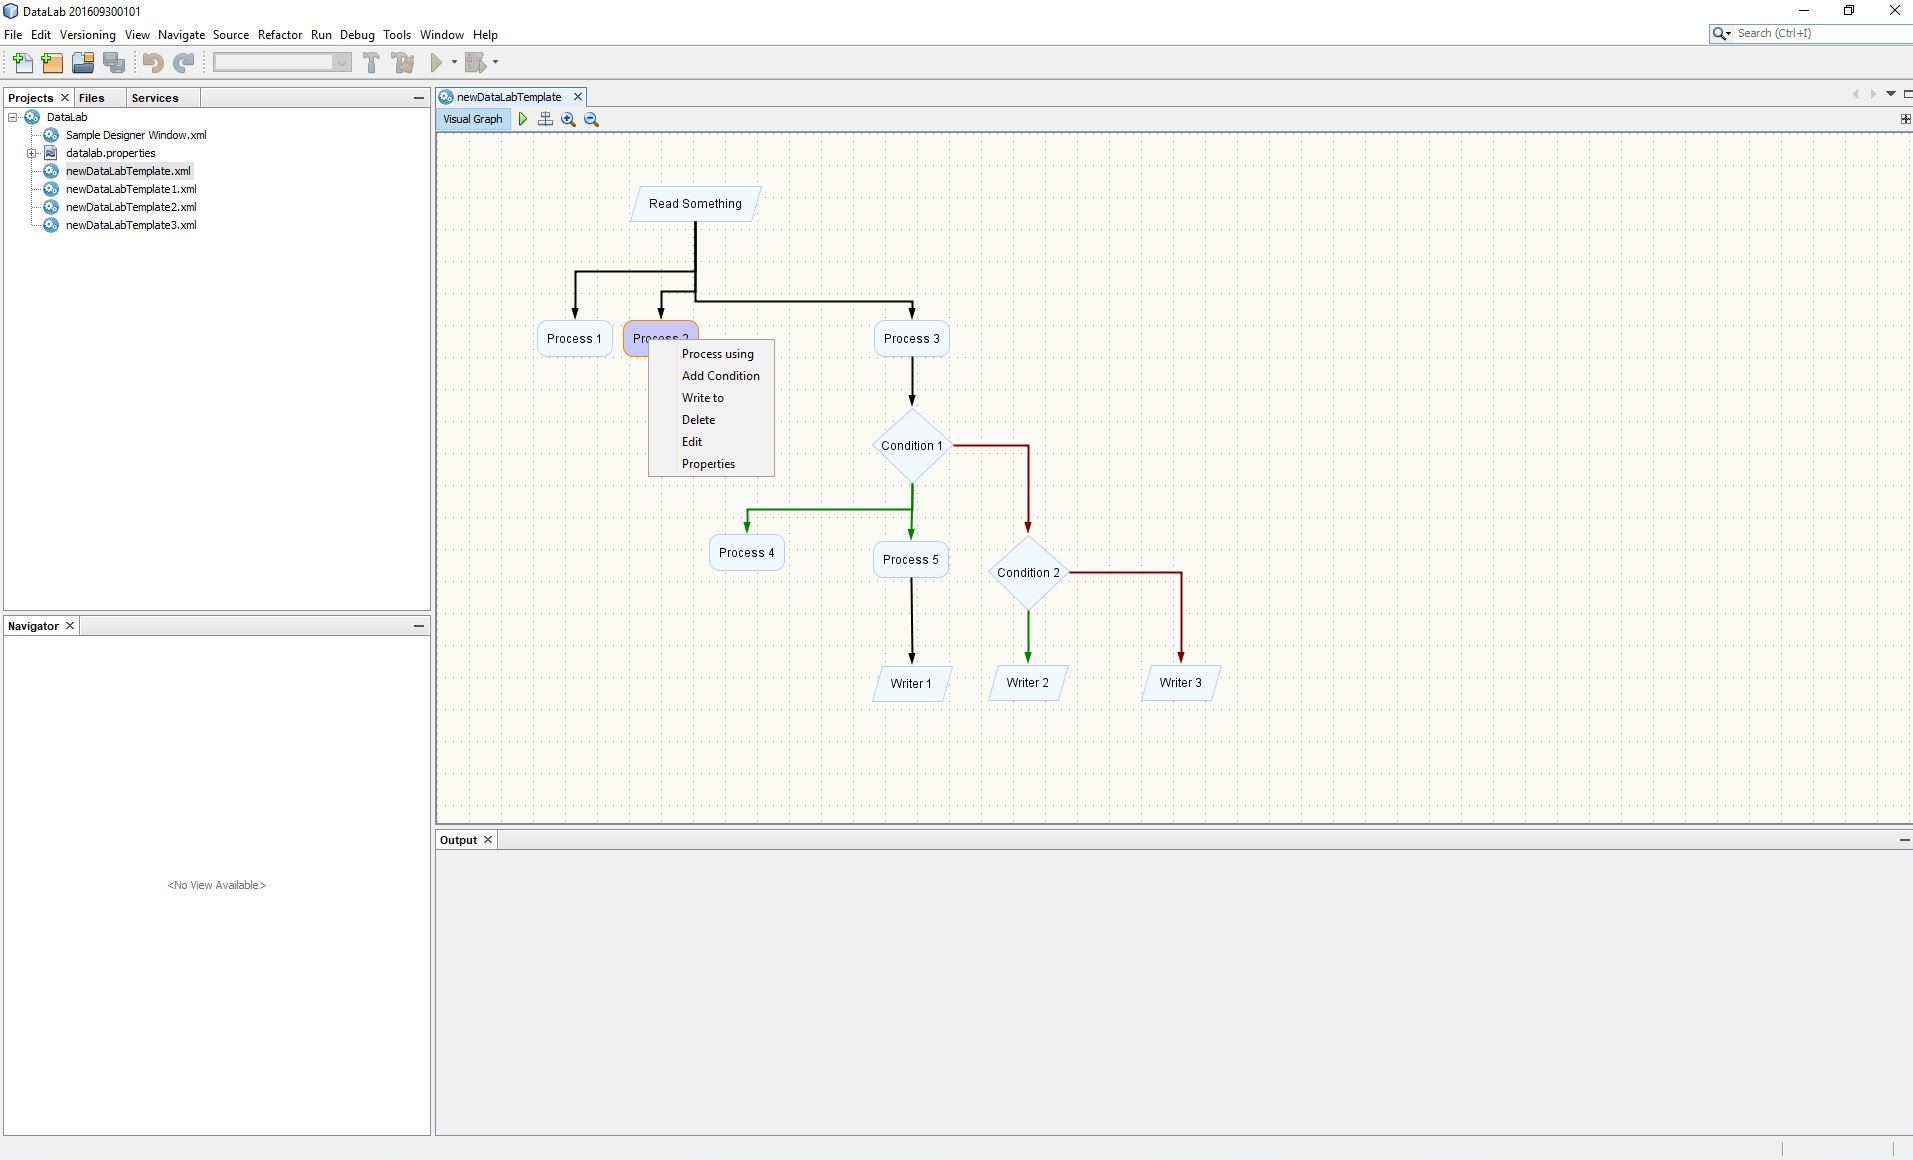 DataLab 201609300101
File Edit Versioning View Navigate Source Refactor Run Debug Tools Window Help
Search (Ctrl+I)
Projects Files Services
DataLab
Sample Designer Window.xml
datalab.properties
newDataLabTemplate.xml
newDataLabTemplate1.xml
newDataLabTemplate2.xml
newDataLabTemplate3.xml
Navigator
<No View Available>
newDataLabTemplate
Visual Graph
Read Something
Process 1
Process 2
Process 3
Process using
Add Condition
Write to
Delete
Edit
Properties
Condition 1
Process 4
Process 5
Condition 2
Writer 1
Writer 2
Writer 3
Output